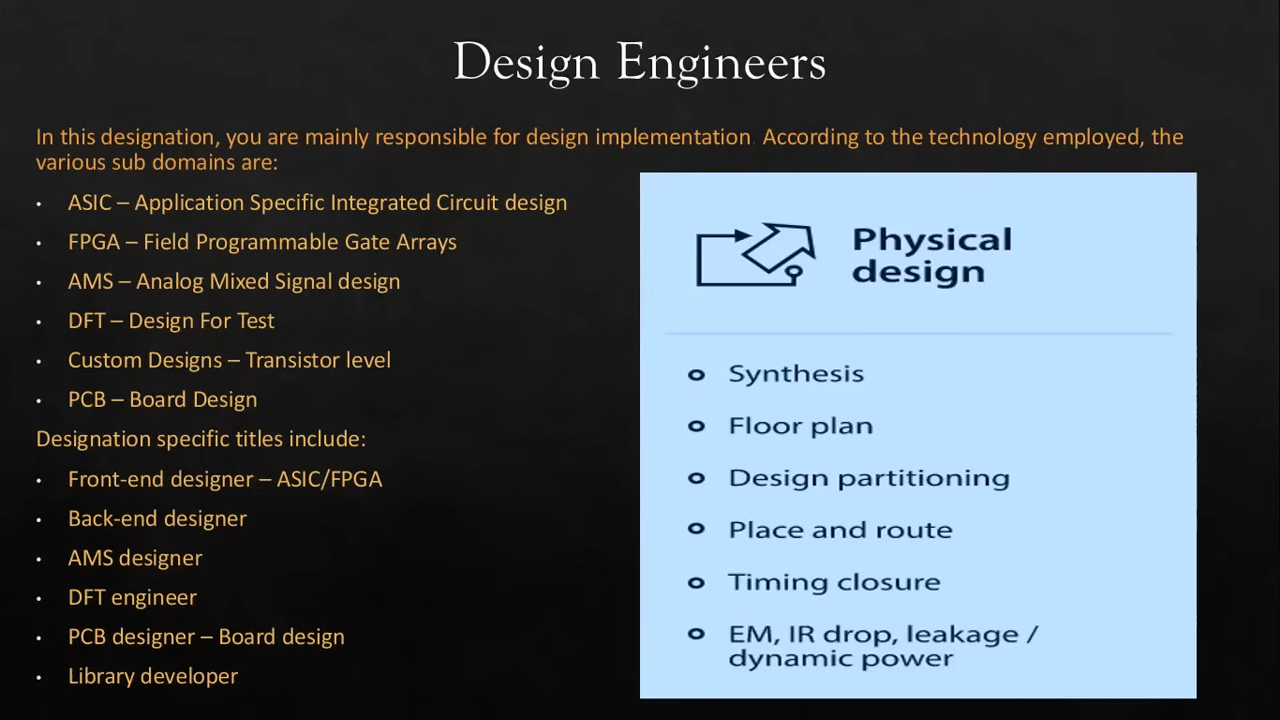 Design Engineers
In this designation, you are mainly responsible for design implementation. According to the technology employed, the
various sub domains are:
• ASIC – Application Specific Integrated Circuit design
• FPGA – Field Programmable Gate Arrays
• AMS – Analog Mixed Signal design
• DFT – Design For Test
• Custom Designs – Transistor level
• PCB – Board Design
Designation specific titles include:
• Front-end designer – ASIC/FPGA
• Back-end designer
• AMS designer
• DFT engineer
• PCB designer – Board design
• Library developer
Physical
design
Synthesis
Floor plan
Design partitioning
Place and route
Timing closure
EM, IR drop, leakage /
dynamic power